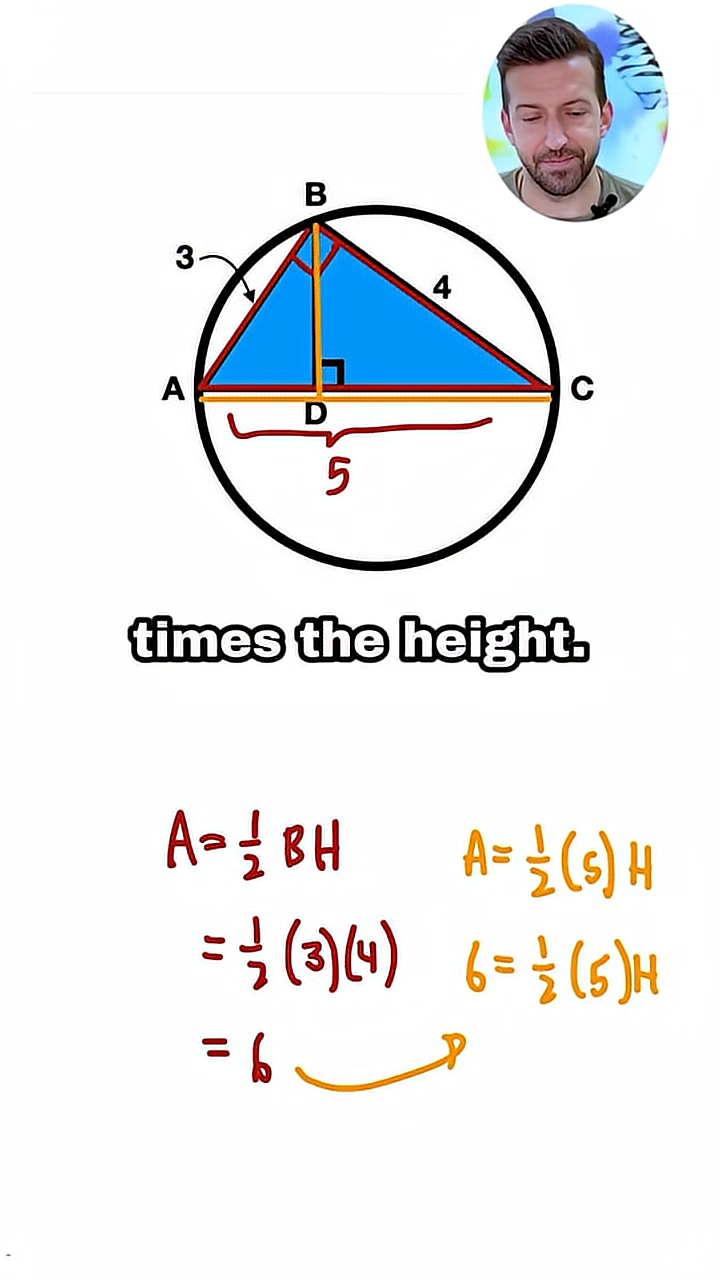 B
3
4
A
C
D
5
times the height.
A = 1/2 BH
= 1/2 (3)(4)
= 6
A = 1/2 (5) H
6 = 1/2 (5) H